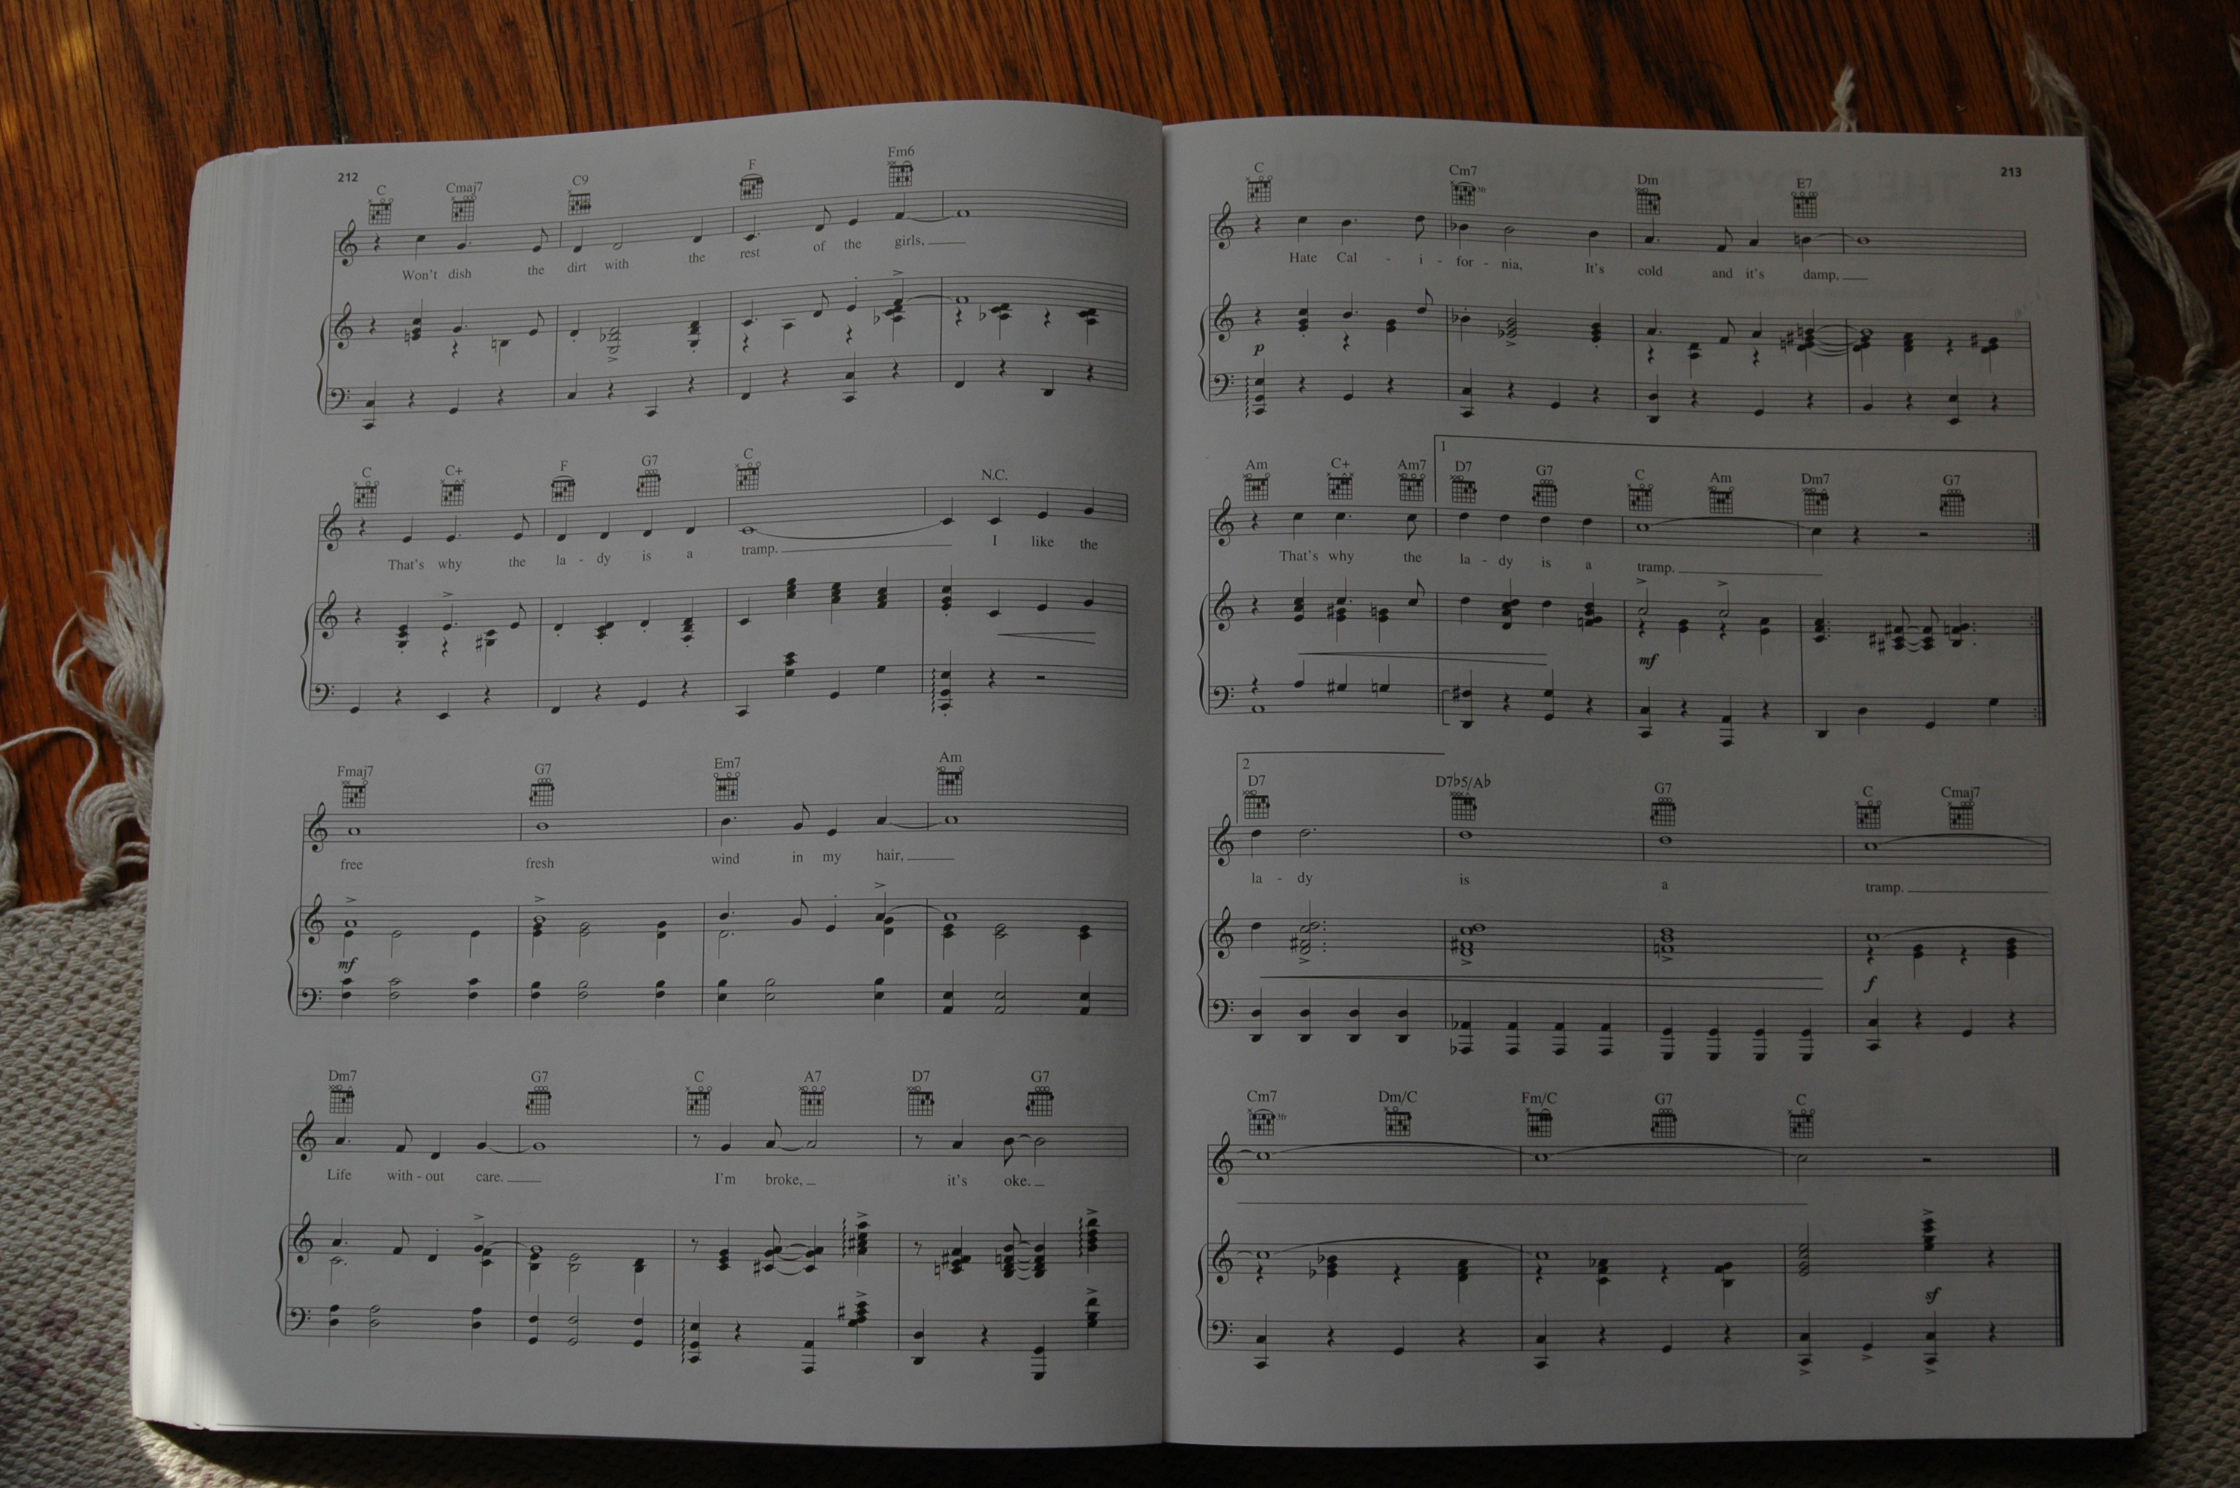 212
C Cmaj7 C9 F Fm6
Won't dish the dirt with the rest of the girls,
C C+ F G7 C N.C.
That's why the la - dy is a tramp. I like the
Fmaj7 G7 Em7 Am
free fresh wind in my hair,
mf
Dm7 G7 C A7 D7 G7
Life with - out care. I'm broke, it's oke.
213
C Cm7 3fr Dm E7
Hate Cal - i - for - nia, It's cold and it's damp,
p
1
Am C+ Am7 D7 G7 C Am Dm7 G7
That's why the la - dy is a tramp.
mf
2
D7 D7♭5/A♭ G7 C Cmaj7
la - dy is a tramp.
f
Cm7 3fr Dm/C Fm/C G7 C
sf